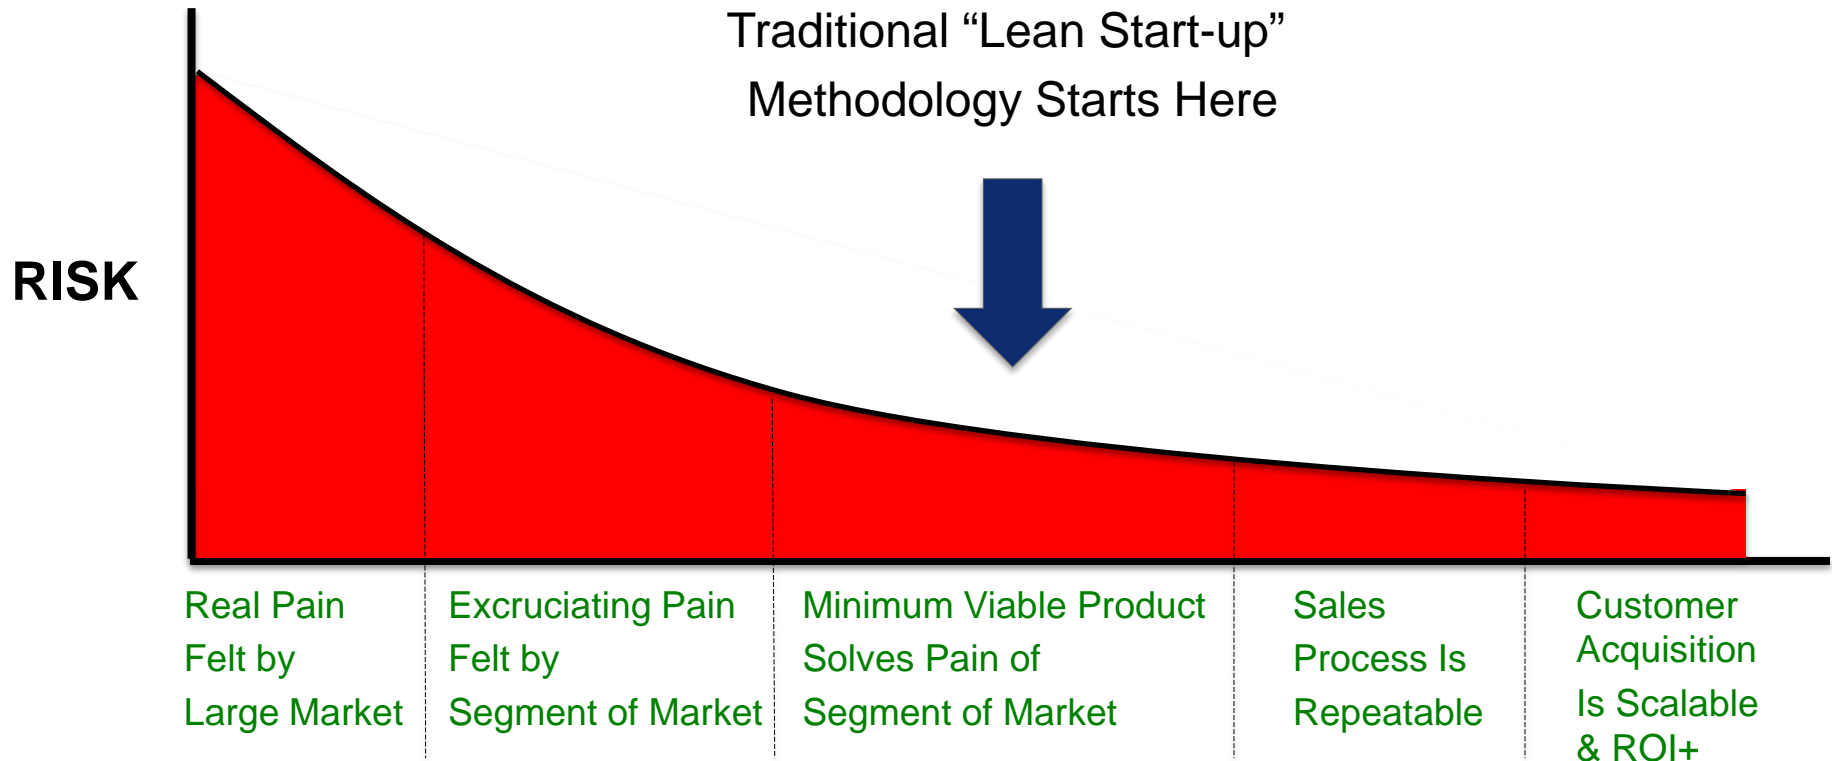 Traditional “Lean Start-up”
Methodology Starts Here
RISK
Real Pain
Felt by
Large Market
Excruciating Pain
Felt by
Segment of Market
Minimum Viable Product
Solves Pain of
Segment of Market
Sales
Process Is
Repeatable
Customer
Acquisition
Is Scalable
& ROI+